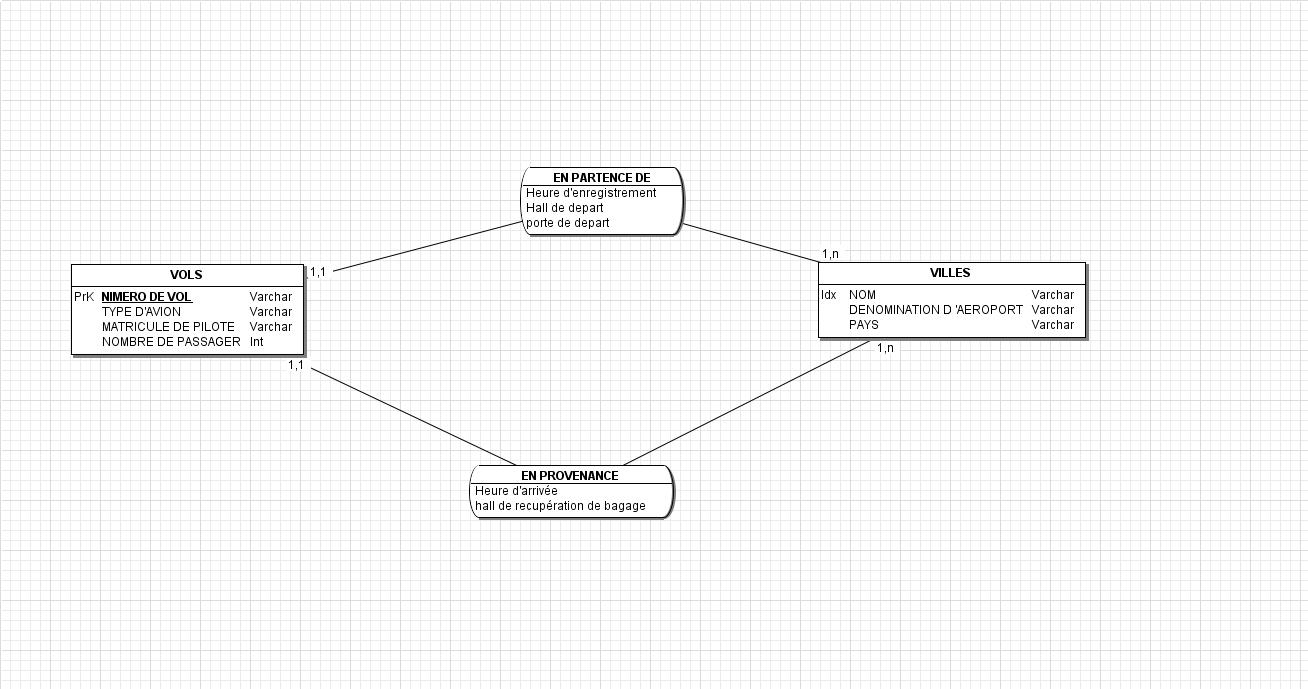 EN PARTENCE DE
Heure d'enregistrement
Hall de depart
porte de depart
1,1
1,n
VOLS
PrK NIMERO DE VOL Varchar
TYPE D'AVION Varchar
MATRICULE DE PILOTE Varchar
NOMBRE DE PASSAGER Int
1,1
VILLES
Idx NOM Varchar
DENOMINATION D 'AEROPORT Varchar
PAYS Varchar
1,n
EN PROVENANCE
Heure d'arrivée
hall de recupération de bagage